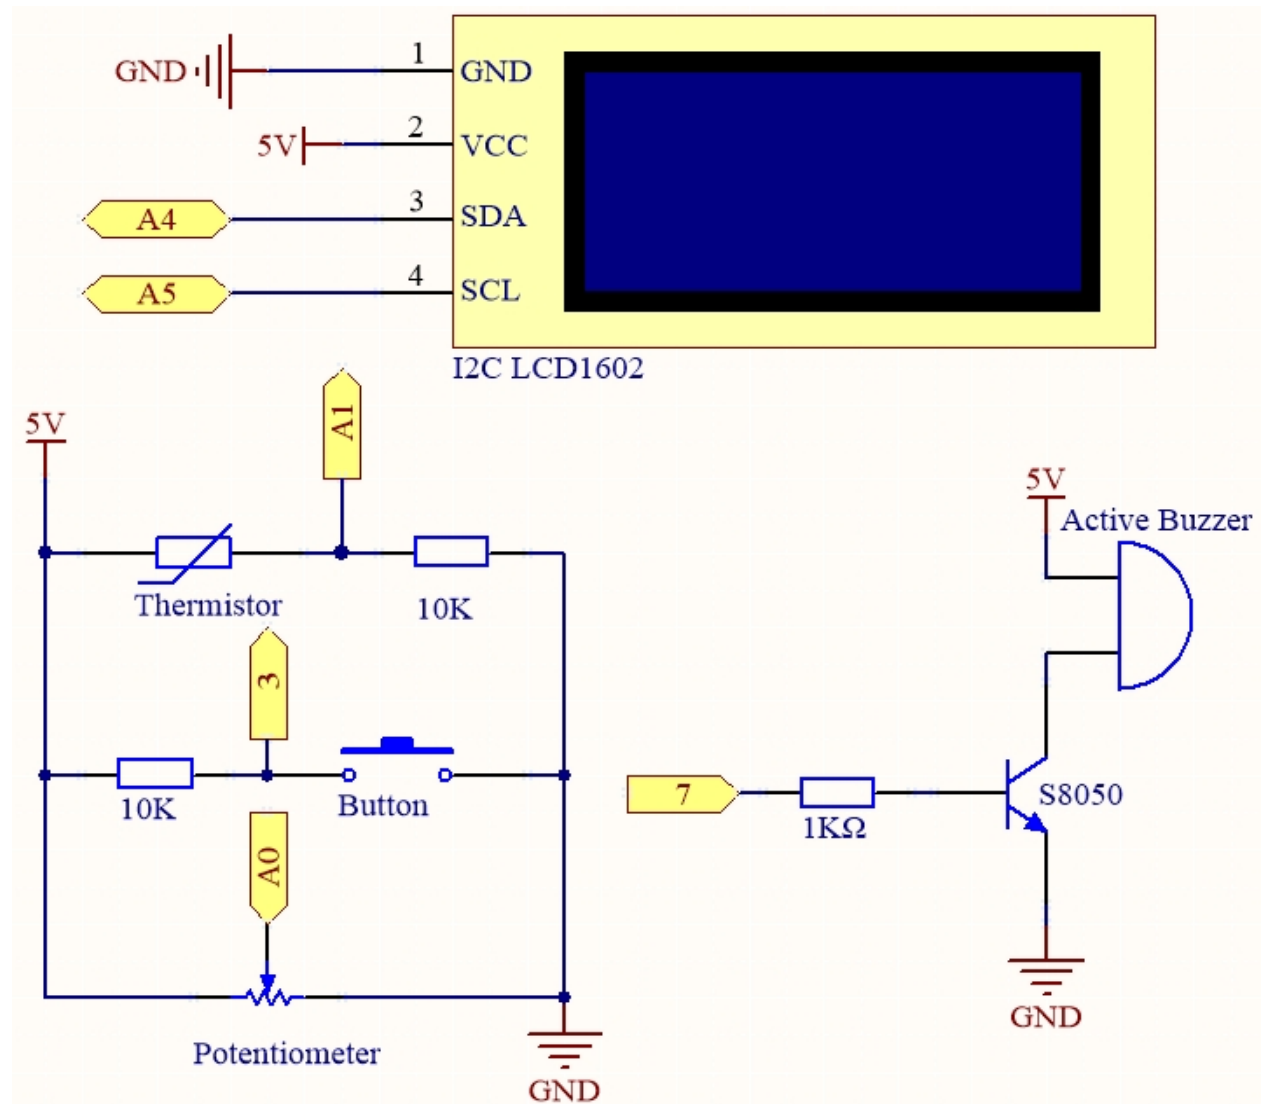 1
GND
GND
2
5V
VCC
3
A4
SDA
4
A5
SCL
I2C LCD1602
A1
5V
Thermistor
10K
3
10K
Button
A0
Potentiometer
GND
5V
Active Buzzer
7
1KΩ
S8050
GND